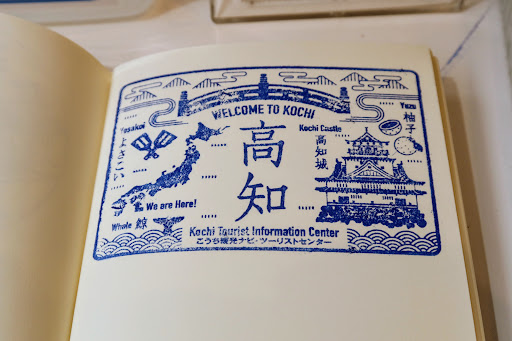 WELCOME TO KOCHI
Yosakoi
よさこい
高知
Kochi Castle
高知城
Yuzu
柚子
We are Here!
Whale 鯨
Kochi Tourist Information Center
こうち観光ナビ・ツーリストセンター